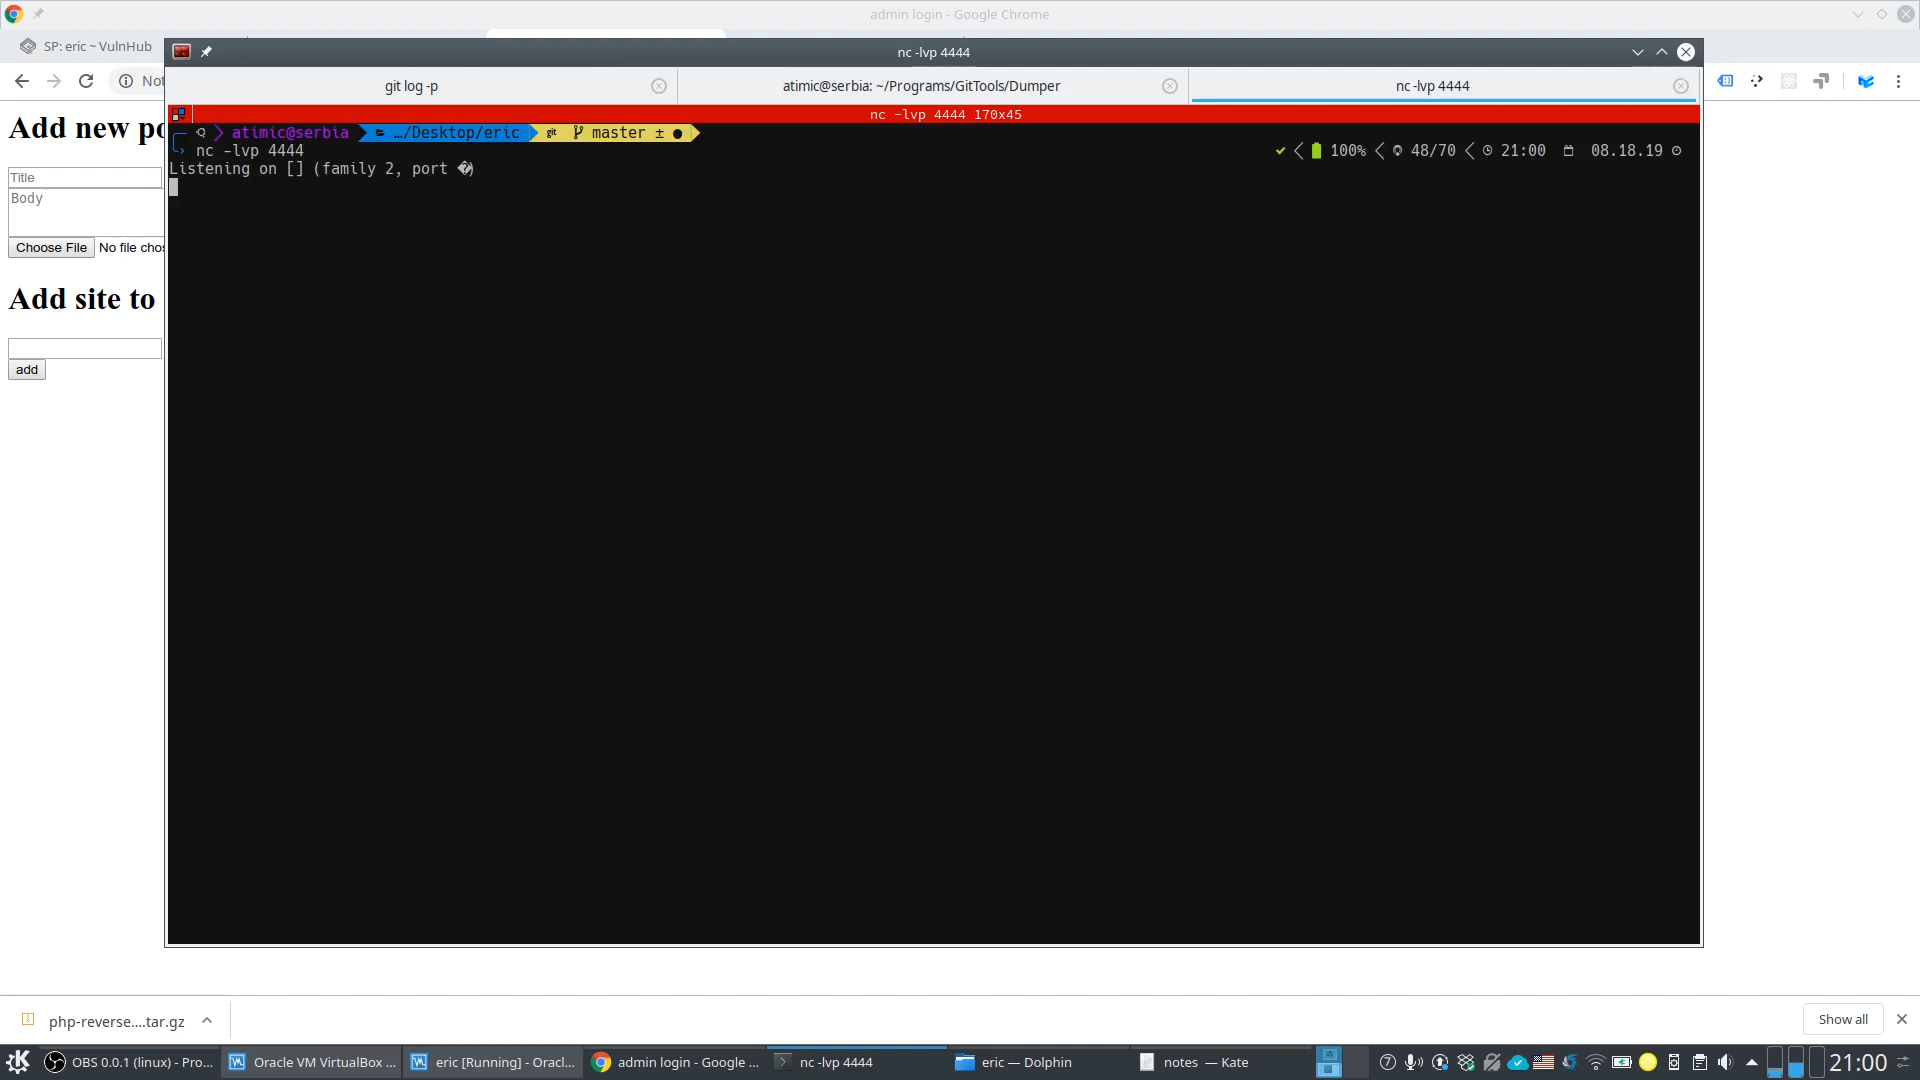 admin login - Google Chrome
SP: eric ~ VulnHub
nc -lvp 4444
Not
git log -p
atimic@serbia: ~/Programs/GitTools/Dumper
nc -lvp 4444
nc -lvp 4444 170x45
atimic@serbia …/Desktop/eric git master ± ●
nc -lvp 4444
100% 48/70 21:00 08.18.19
Listening on [] (family 2, port �)
Add new po
Title
Body
Choose File No file chos
Add site to
add
php-reverse....tar.gz
Show all
OBS 0.0.1 (linux) - Pro...
Oracle VM VirtualBox ...
eric [Running] - Oracl...
admin login - Google ...
nc -lvp 4444
eric — Dolphin
notes — Kate
21:00